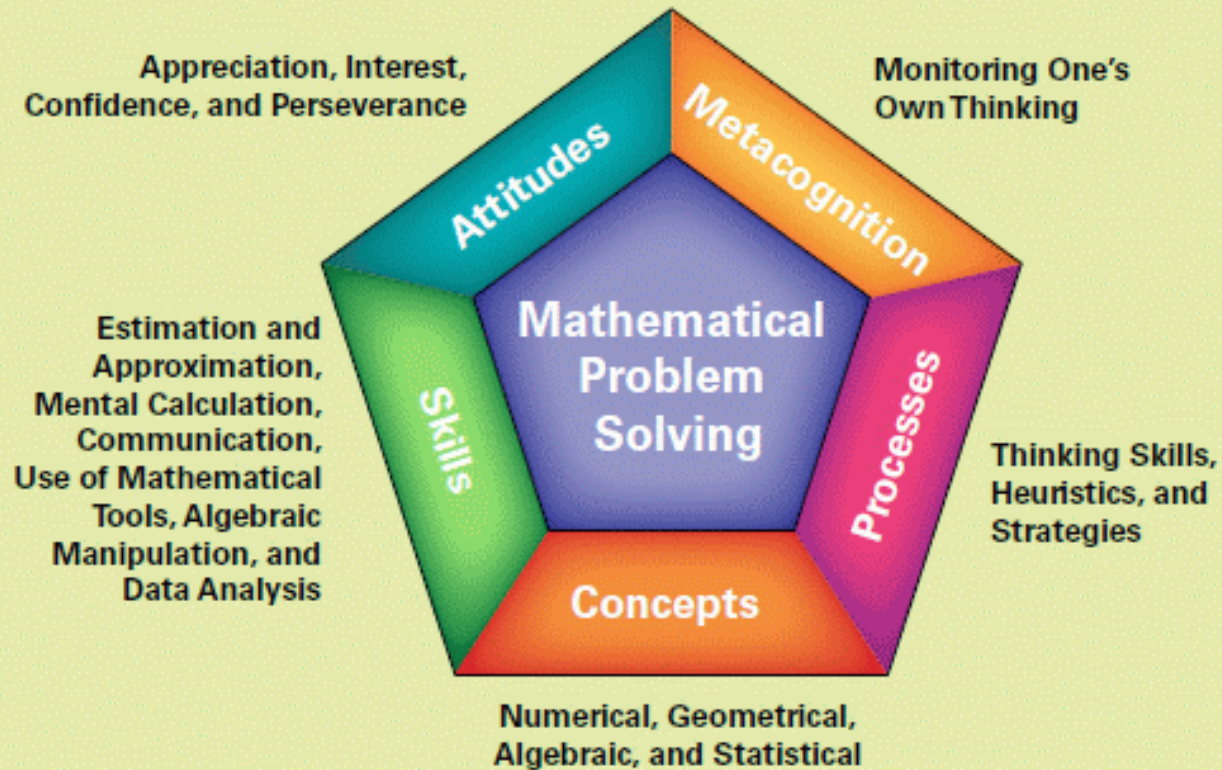 Appreciation, Interest,
Confidence, and Perseverance
Attitudes
Metacognition
Monitoring One's
Own Thinking
Estimation and
Approximation,
Mental Calculation,
Communication,
Use of Mathematical
Tools, Algebraic
Manipulation, and
Data Analysis
Skills
Mathematical
Problem
Solving
Processes
Thinking Skills,
Heuristics, and
Strategies
Concepts
Numerical, Geometrical,
Algebraic, and Statistical